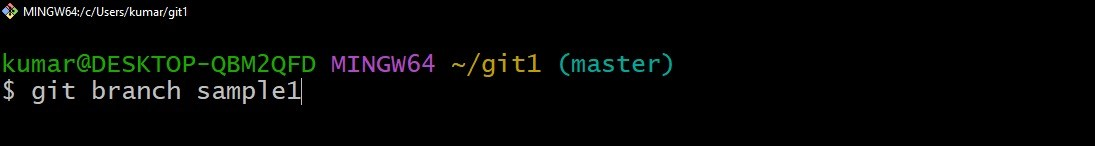 MINGW64:/c/Users/kumar/git1
kumar@DESKTOP-QBM2QFD MINGW64 ~/git1 (master)
$ git branch sample1